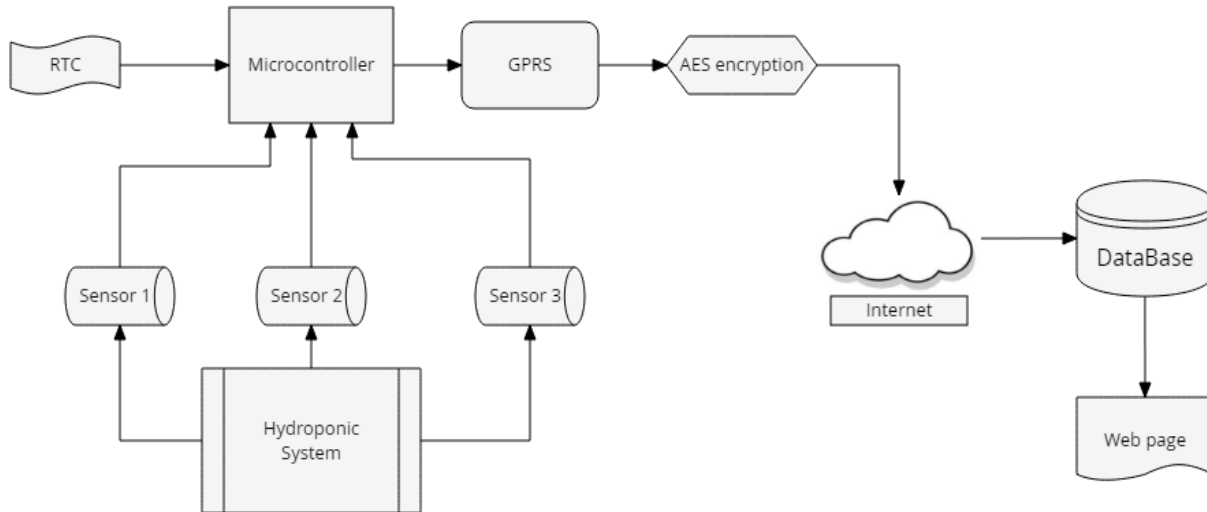 RTC
Microcontroller
GPRS
AES encryption
Sensor 1
Sensor 2
Sensor 3
Internet
DataBase
Hydroponic
System
Web page